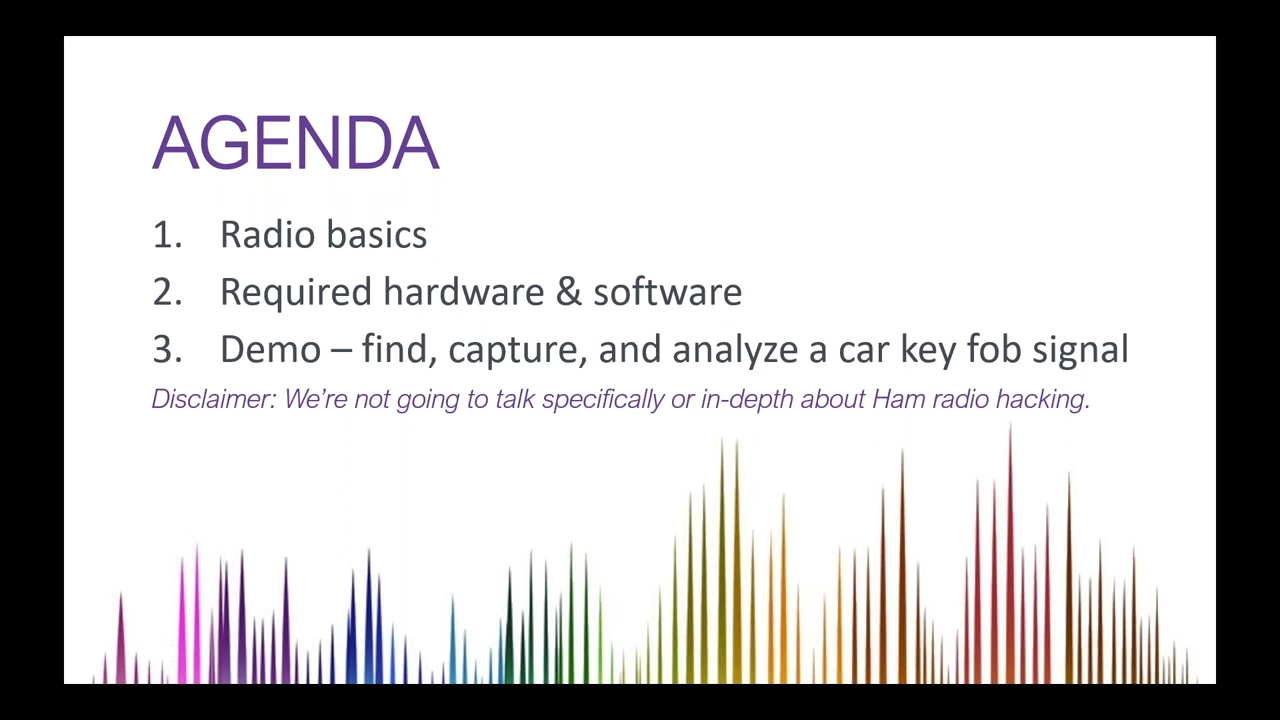 AGENDA
1. Radio basics
2. Required hardware & software
3. Demo – find, capture, and analyze a car key fob signal
Disclaimer: We’re not going to talk specifically or in-depth about Ham radio hacking.